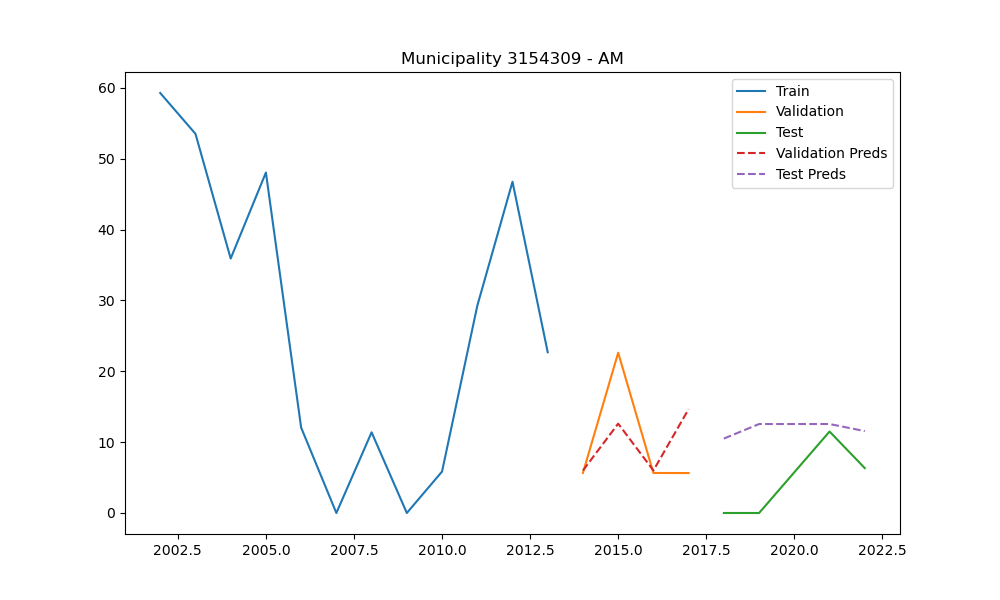 Municipality 3154309 - AM
Train
Validation
Test
Validation Preds
Test Preds
60
50
40
30
20
10
0
2002.5 2005.0 2007.5 2010.0 2012.5 2015.0 2017.5 2020.0 2022.5